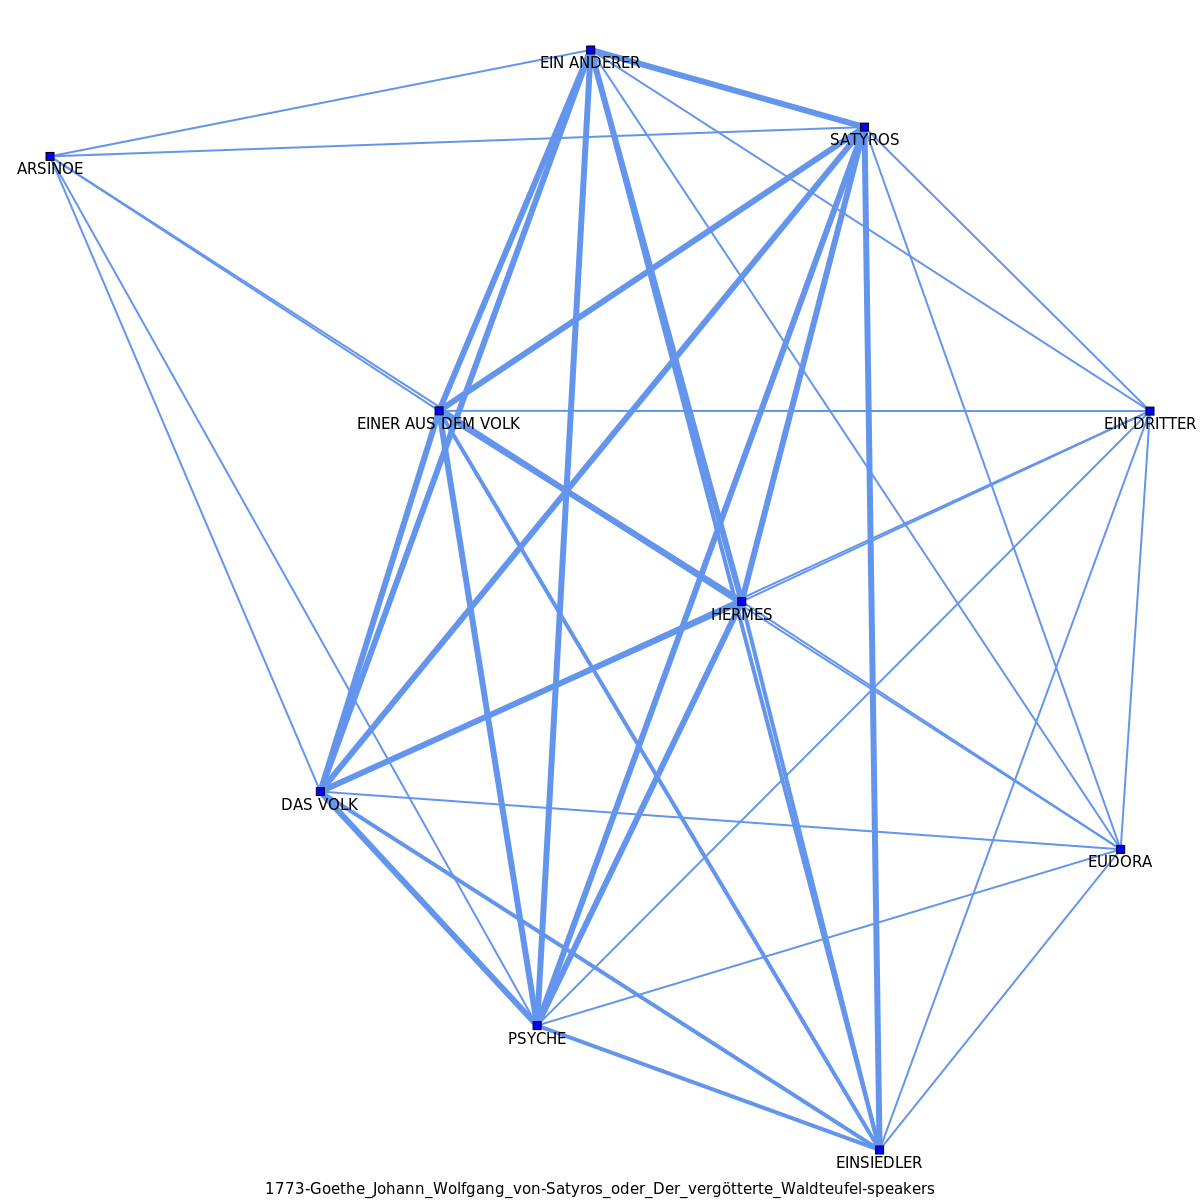 EIN ANDERER
SATYROS
ARSINOE
EINER AUS DEM VOLK
EIN DRITTER
HERMES
DAS VOLK
EUDORA
PSYCHE
EINSIEDLER
1773-Goethe_Johann_Wolfgang_von-Satyros_oder_Der_vergötterte_Waldteufel-speakers